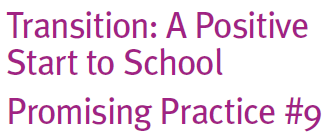 Transition: A Positive
Start to School
Promising Practice #9